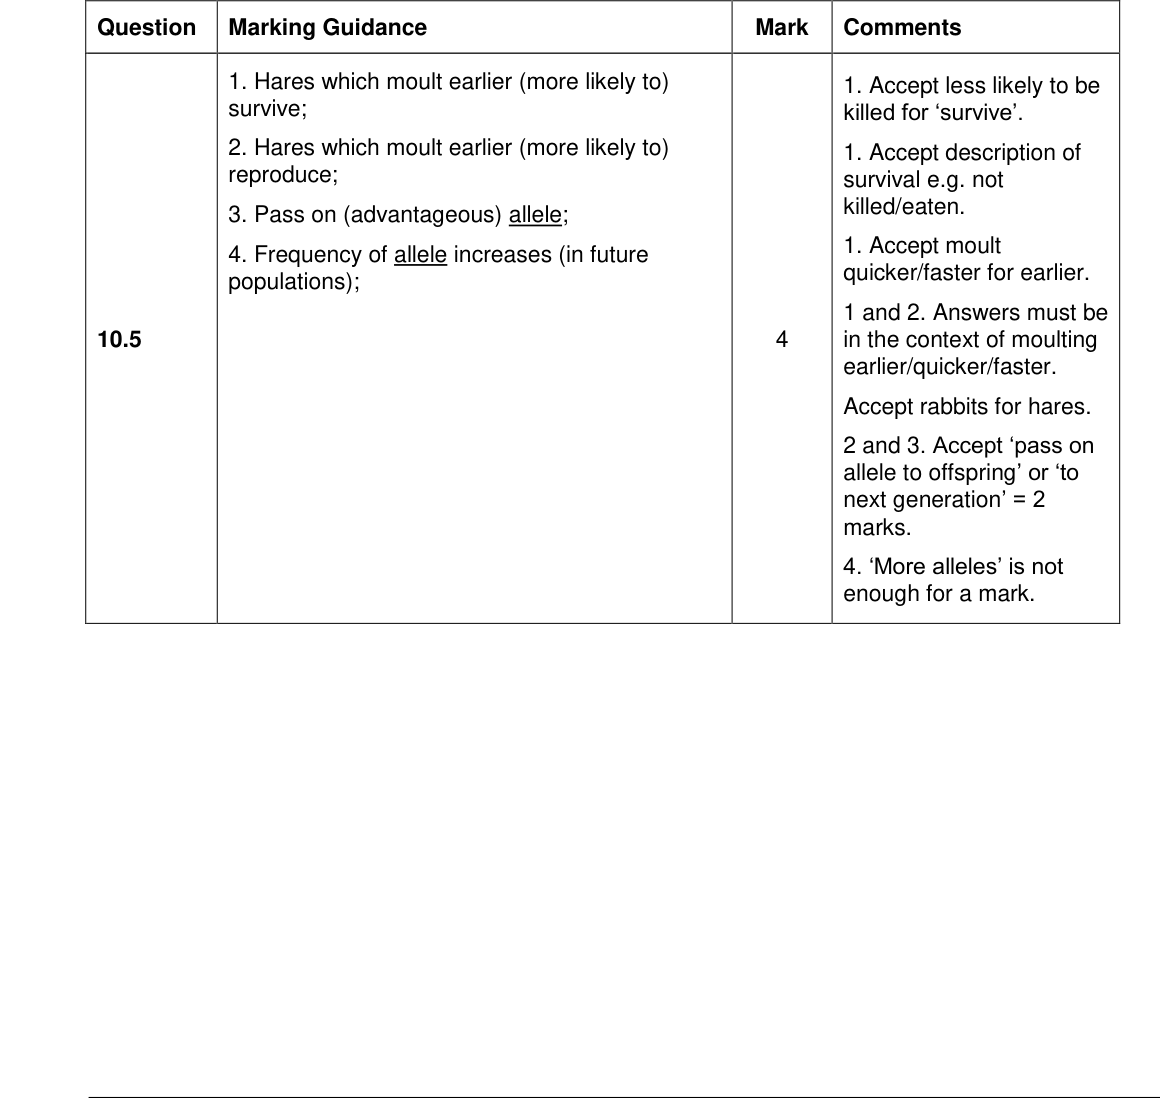 Question Marking Guidance Mark Comments
1. Hares which moult earlier (more likely to)
survive;
2. Hares which moult earlier (more likely to)
reproduce;
3. Pass on (advantageous) allele;
4. Frequency of allele increases (in future
populations);
10.5
4
1. Accept less likely to be
killed for ‘survive’.
1. Accept description of
survival e.g. not
killed/eaten.
1. Accept moult
quicker/faster for earlier.
1 and 2. Answers must be
in the context of moulting
earlier/quicker/faster.
Accept rabbits for hares.
2 and 3. Accept ‘pass on
allele to offspring’ or ‘to
next generation’ = 2
marks.
4. ‘More alleles’ is not
enough for a mark.